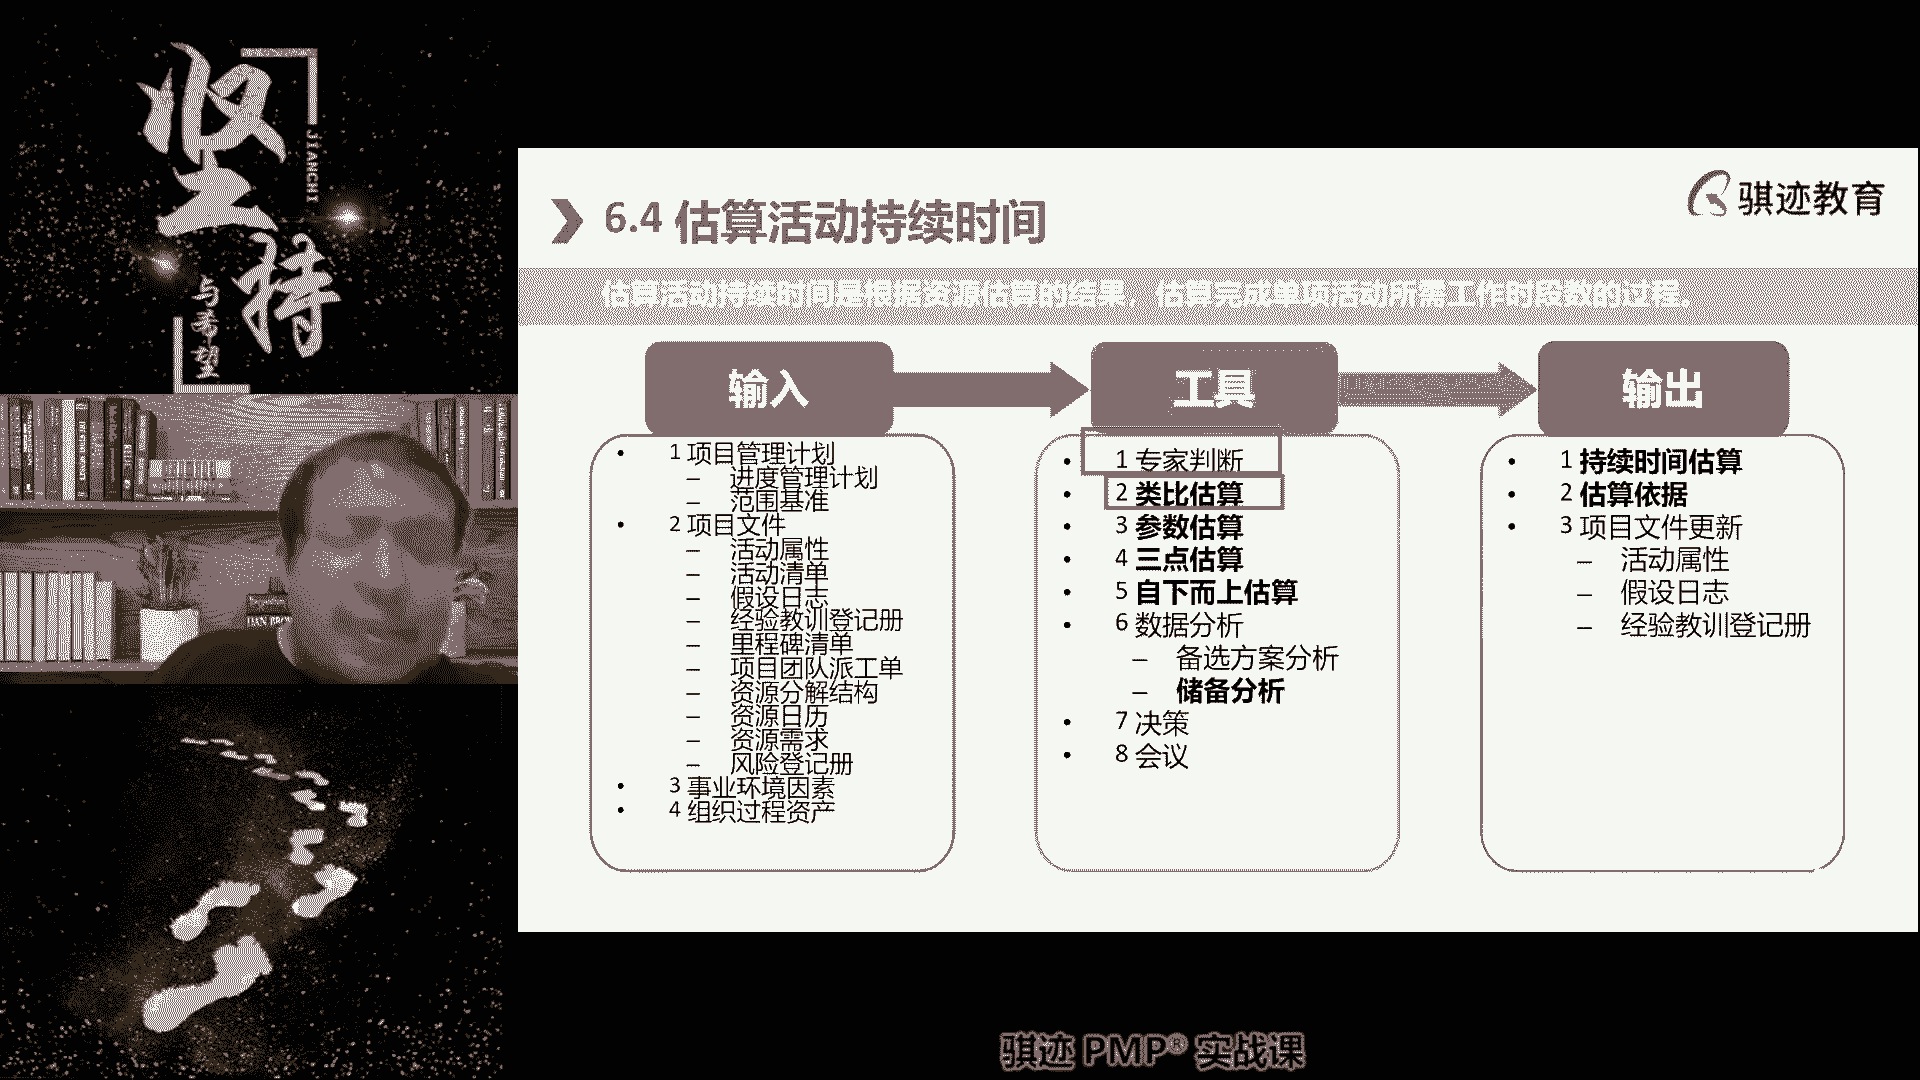 坚持
JIANCHI
与希望
骐迹教育
6.4 估算活动持续时间
估算活动持续时间是根据资源估算的结果，估算完成单项活动所需工作时段数的过程。
输入
• 1 项目管理计划
– 进度管理计划
– 范围基准
• 2 项目文件
– 活动属性
– 活动清单
– 假设日志
– 经验教训登记册
– 里程碑清单
– 项目团队派工单
– 资源分解结构
– 资源日历
– 资源需求
– 风险登记册
• 3 事业环境因素
• 4 组织过程资产
工具
• 1 专家判断
• 2 类比估算
• 3 参数估算
• 4 三点估算
• 5 自下而上估算
• 6 数据分析
– 备选方案分析
– 储备分析
• 7 决策
• 8 会议
输出
• 1 持续时间估算
• 2 估算依据
• 3 项目文件更新
– 活动属性
– 假设日志
– 经验教训登记册
骐迹 PMP® 实战课